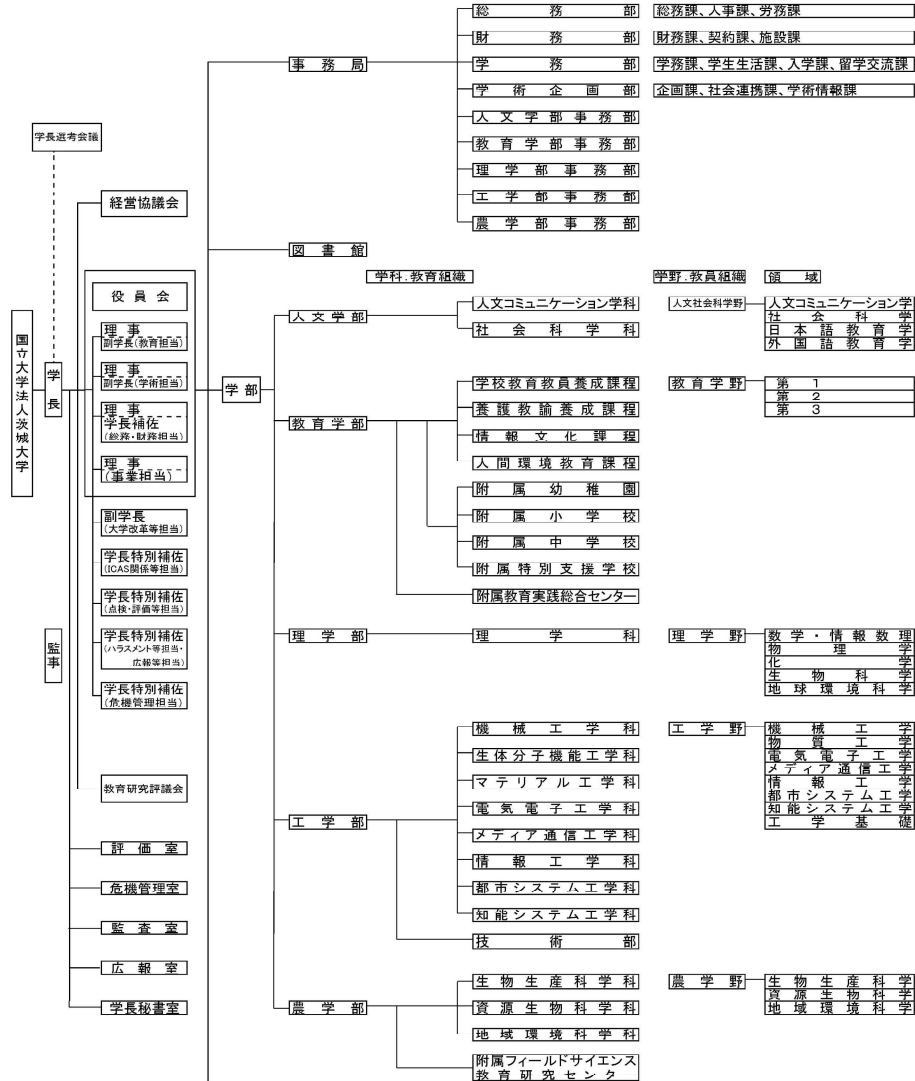 総務部 総務課、人事課、労務課
財務部 財務課、契約課、施設課
事務局 学務部 学務課、学生生活課、入学課、留学交流課
学術企画部 企画課、社会連携課、学術情報課
人文学部事務部
教育学部事務部
理学部事務部
工学部事務部
農学部事務部
図書館
学長選考会議
経営協議会
国立大学法人茨城大学
学長
監事
役員会
理事
副学長(教育担当)
理事
副学長(学術担当)
理事
学長補佐
(総務・財務担当)
理事
(事業担当)
副学長
(大学改革等担当)
学長特別補佐
(ICAS関係等担当)
学長特別補佐
(点検・評価等担当)
学長特別補佐
(ハラスメント等担当・
広報等担当)
学長特別補佐
(危機管理担当)
教育研究評議会
評価室
危機管理室
監査室
広報室
学長秘書室
学部
学科.教育組織 学野.教員組織 領域
人文学部 人文コミュニケーション学科 人文社会科学野 人文コミュニケーション学
社会科学科 社会科学
日本語教育学
外国語教育学
教育学部 学校教育教員養成課程 教育学野 第1
養護教諭養成課程 第2
情報文化課程 第3
人間環境教育課程
附属幼稚園
附属小学校
附属中学校
附属特別支援学校
附属教育実践総合センター
理学部 理学科 理学野 数学・情報数理
物理学
化学
生物科学
地球環境科学
工学部 機械工学科 工学野 機械工学
生体分子機能工学科 物質工学
マテリアル工学科 電気電子工学
電気電子工学科 メディア通信工学
メディア通信工学科 情報工学
情報工学科 都市システム工学
都市システム工学科 知能システム工学
知能システム工学科 工学基礎
技術部
農学部 生物生産科学科 農学野 生物生産科学
資源生物科学科 資源生物科学
地域環境科学科 地域環境科学
附属フィールドサイエンス
教育研究センタ